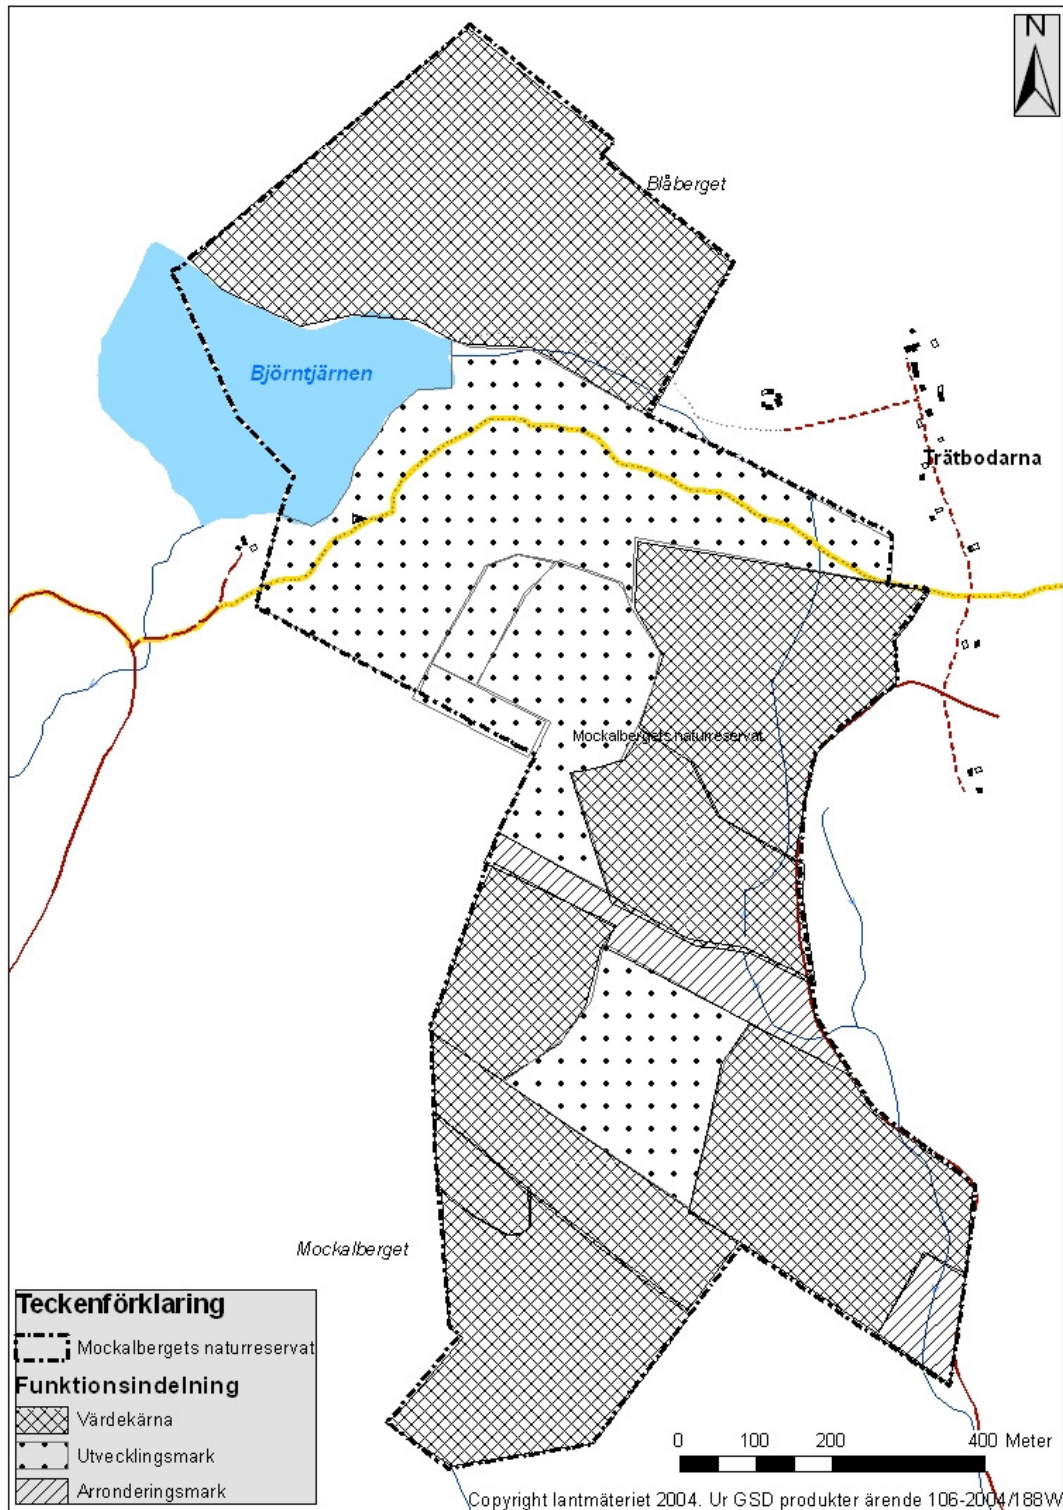 N
Blåberget
Björntjärnen
Trätbodarna
Mockalbergets naturreservat
Mockalberget
Teckenförklaring
Mockalbergets naturreservat
Funktionsindelning
Värdekärna
Utvecklingsmark
Arronderingsmark
0 100 200 400 Meter
Copyright lantmäteriet 2004. Ur GSD produkter ärende 106-2004/188W